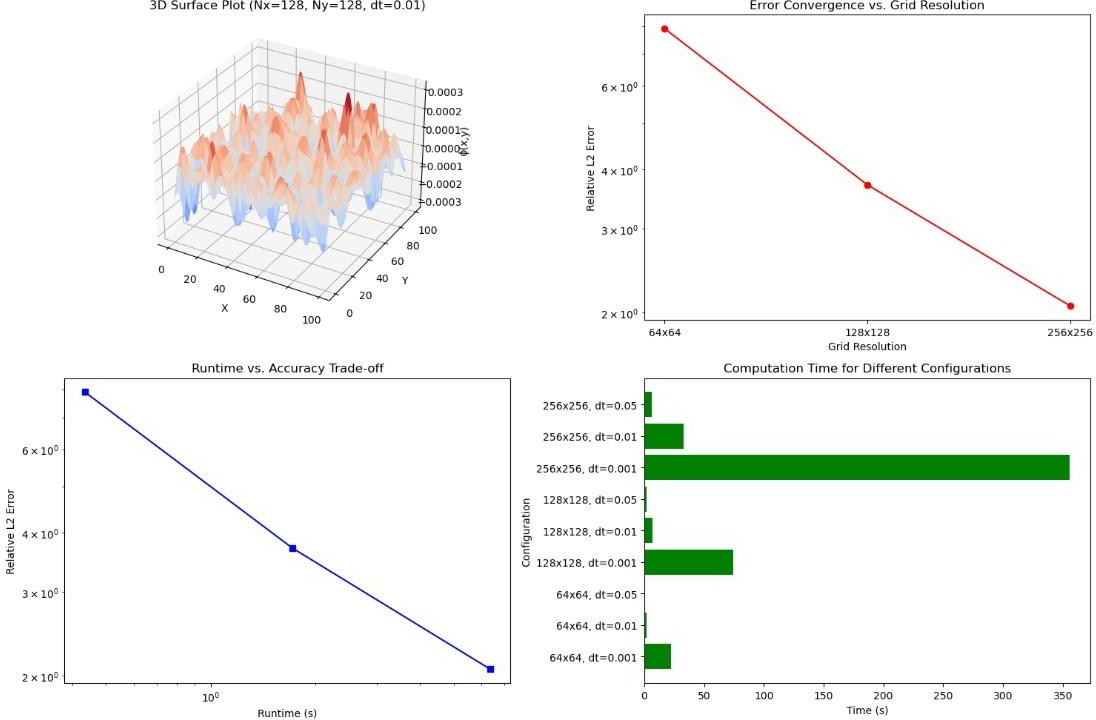 3D Surface Plot (Nx=128, Ny=128, dt=0.01)
0.0003
0.0002
0.0001
0.0000
−0.0001
−0.0002
−0.0003
ϕ(x,y)
0
20
40
60
80
100
X
0
20
40
60
80
100
Y
Error Convergence vs. Grid Resolution
6 × 10⁰
4 × 10⁰
3 × 10⁰
2 × 10⁰
Relative L2 Error
64x64
128x128
256x256
Grid Resolution
Runtime vs. Accuracy Trade-off
6 × 10⁰
4 × 10⁰
3 × 10⁰
2 × 10⁰
Relative L2 Error
10⁰
Runtime (s)
Computation Time for Different Configurations
256x256, dt=0.05
256x256, dt=0.01
256x256, dt=0.001
128x128, dt=0.05
128x128, dt=0.01
128x128, dt=0.001
64x64, dt=0.05
64x64, dt=0.01
64x64, dt=0.001
Configuration
0 50 100 150 200 250 300 350
Time (s)